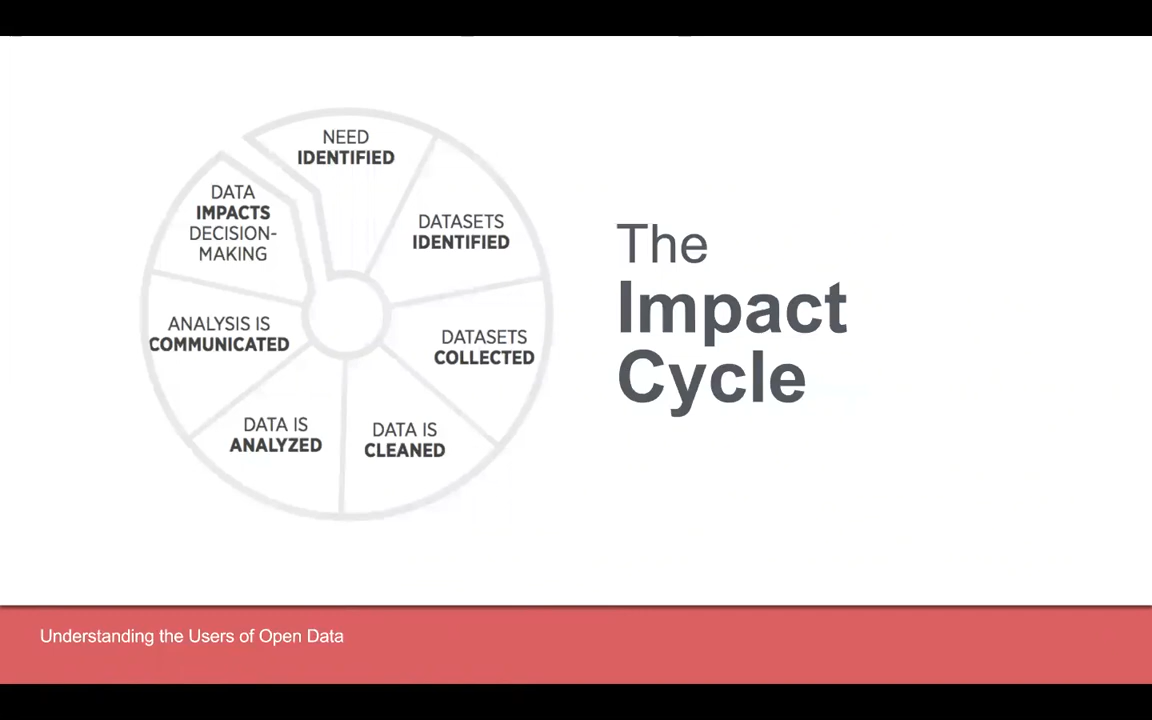 NEED
IDENTIFIED
DATASETS
IDENTIFIED
DATASETS
COLLECTED
DATA IS
CLEANED
DATA IS
ANALYZED
ANALYSIS IS
COMMUNICATED
DATA
IMPACTS
DECISION-
MAKING
The
Impact
Cycle
Understanding the Users of Open Data